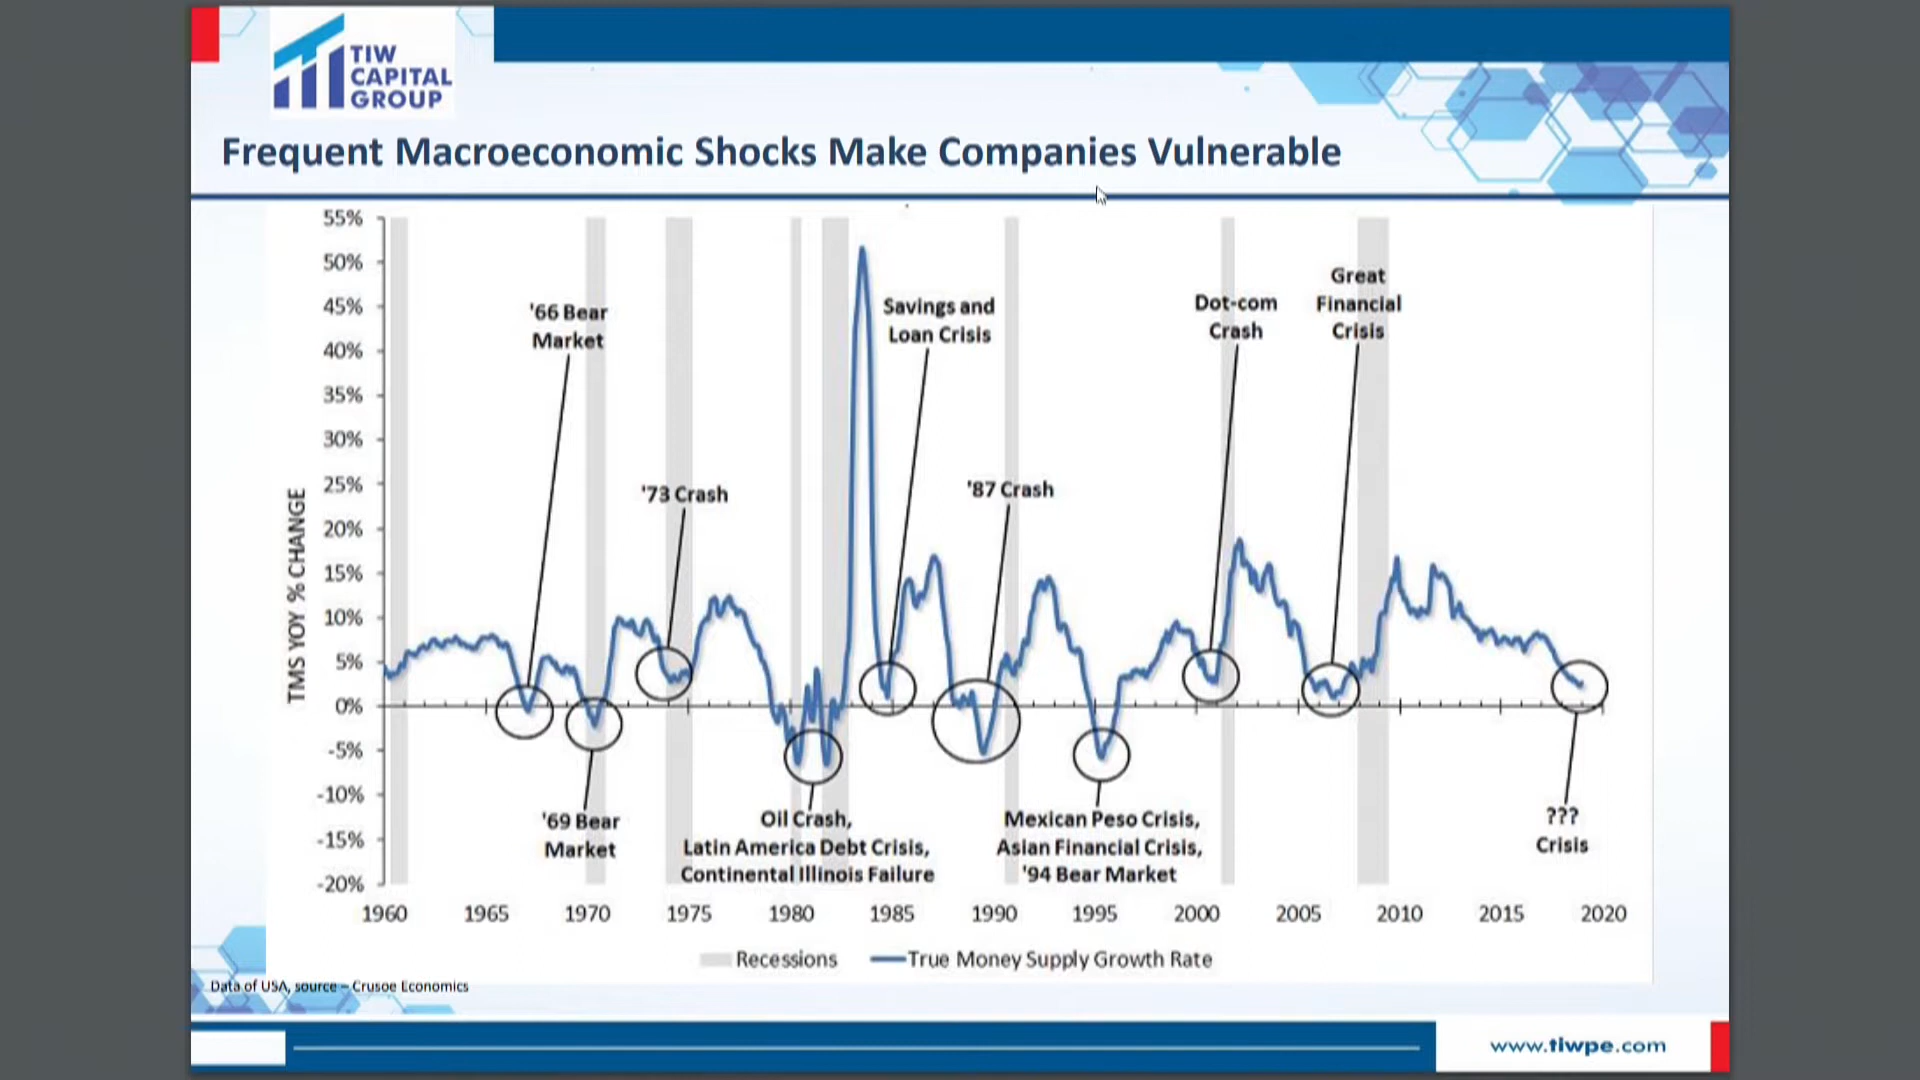 TIW
CAPITAL
GROUP
Frequent Macroeconomic Shocks Make Companies Vulnerable
55%
50%
45%
40%
35%
30%
25%
20%
15%
10%
5%
0%
-5%
-10%
-15%
-20%
TMS YOY % CHANGE
'66 Bear
Market
'73 Crash
Savings and
Loan Crisis
'87 Crash
Dot-com
Crash
Great
Financial
Crisis
'69 Bear
Market
Oil Crash,
Latin America Debt Crisis,
Continental Illinois Failure
Mexican Peso Crisis,
Asian Financial Crisis,
'94 Bear Market
???
Crisis
1960 1965 1970 1975 1980 1985 1990 1995 2000 2005 2010 2015 2020
Recessions True Money Supply Growth Rate
Data of USA, source – Crusoe Economics
www.tiwpe.com